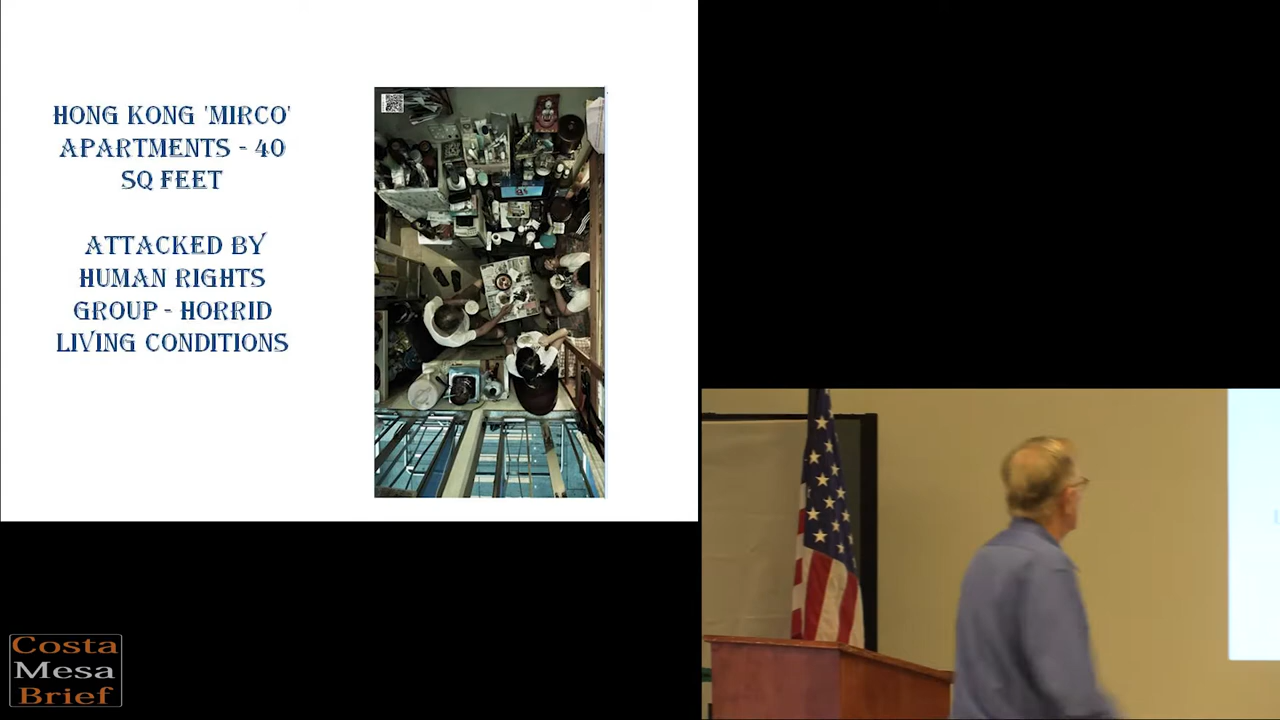 HONG KONG 'MIRCO'
APARTMENTS - 40
SQ FEET
ATTACKED BY
HUMAN RIGHTS
GROUP - HORRID
LIVING CONDITIONS
Costa
Mesa
Brief